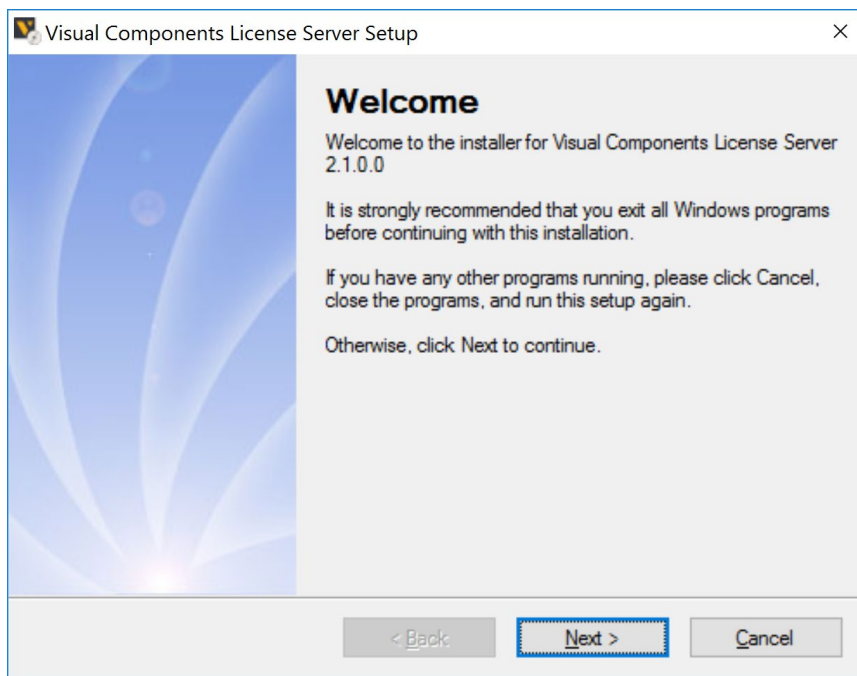 Visual Components License Server Setup
Welcome
Welcome to the installer for Visual Components License Server
2.1.0.0
It is strongly recommended that you exit all Windows programs
before continuing with this installation.
If you have any other programs running, please click Cancel,
close the programs, and run this setup again.
Otherwise, click Next to continue.
< Back
Next >
Cancel